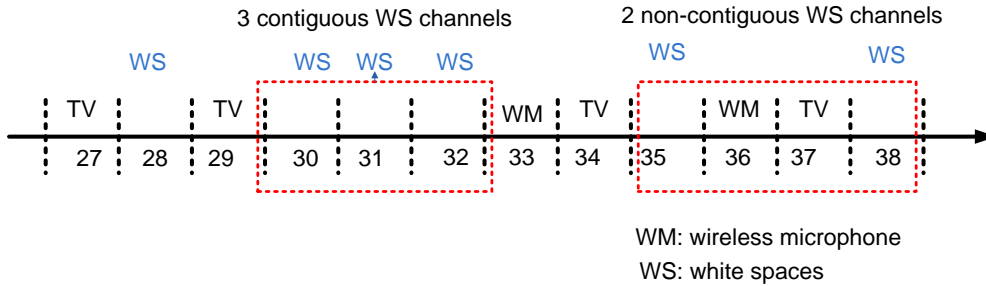 3 contiguous WS channels
2 non-contiguous WS channels
WS WS WS WS WS WS
TV TV WM TV WM TV
27 28 29 30 31 32 33 34 35 36 37 38
WM: wireless microphone
WS: white spaces